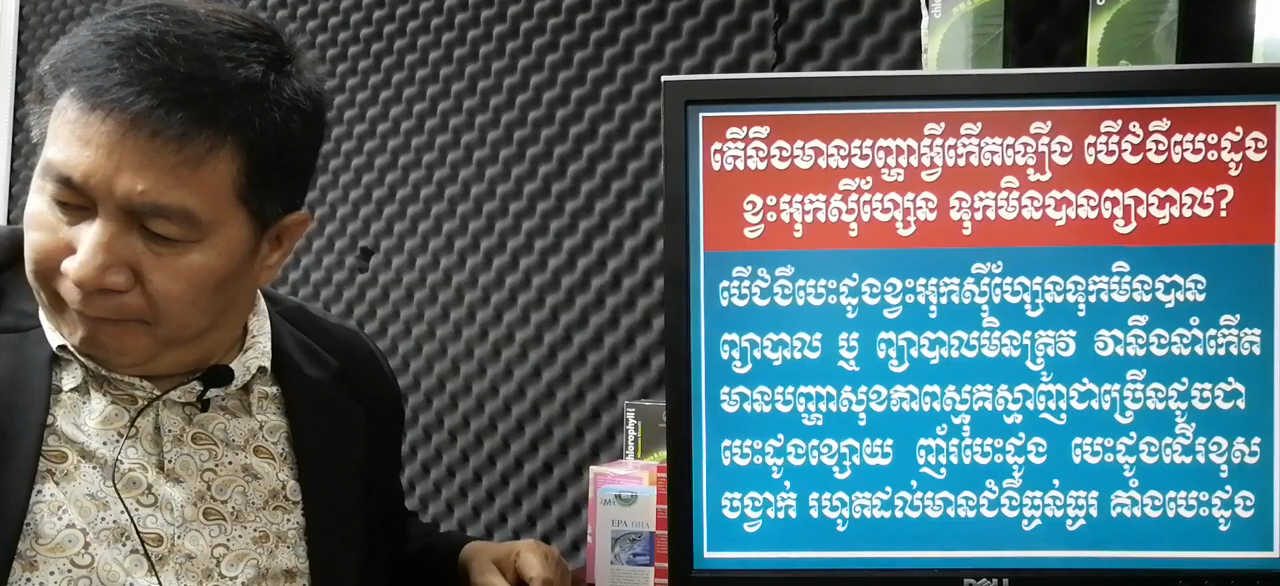 តើនឹងមានបញ្ហាអ្វីកើតឡើង បើជំងឺបេះដូង
ខ្វះអុកស៊ីហ្សែន ទុកមិនបានព្យាបាល?
បើជំងឺបេះដូងខ្វះអុកស៊ីហ្សែនទុកមិនបាន
ព្យាបាល ឬ ព្យាបាលមិនត្រូវ វានឹងនាំកើត
មានបញ្ហាសុខភាពស្មុគស្មាញជាច្រើនដូចជា
បេះដូងខ្សោយ ញ័របេះដូង បេះដូងដើរខុស
ចង្វាក់ រហូតដល់មានជំងឺធ្ងន់ធ្ងរ គាំងបេះដូង
chlorophyll
EPA DHA
DELL